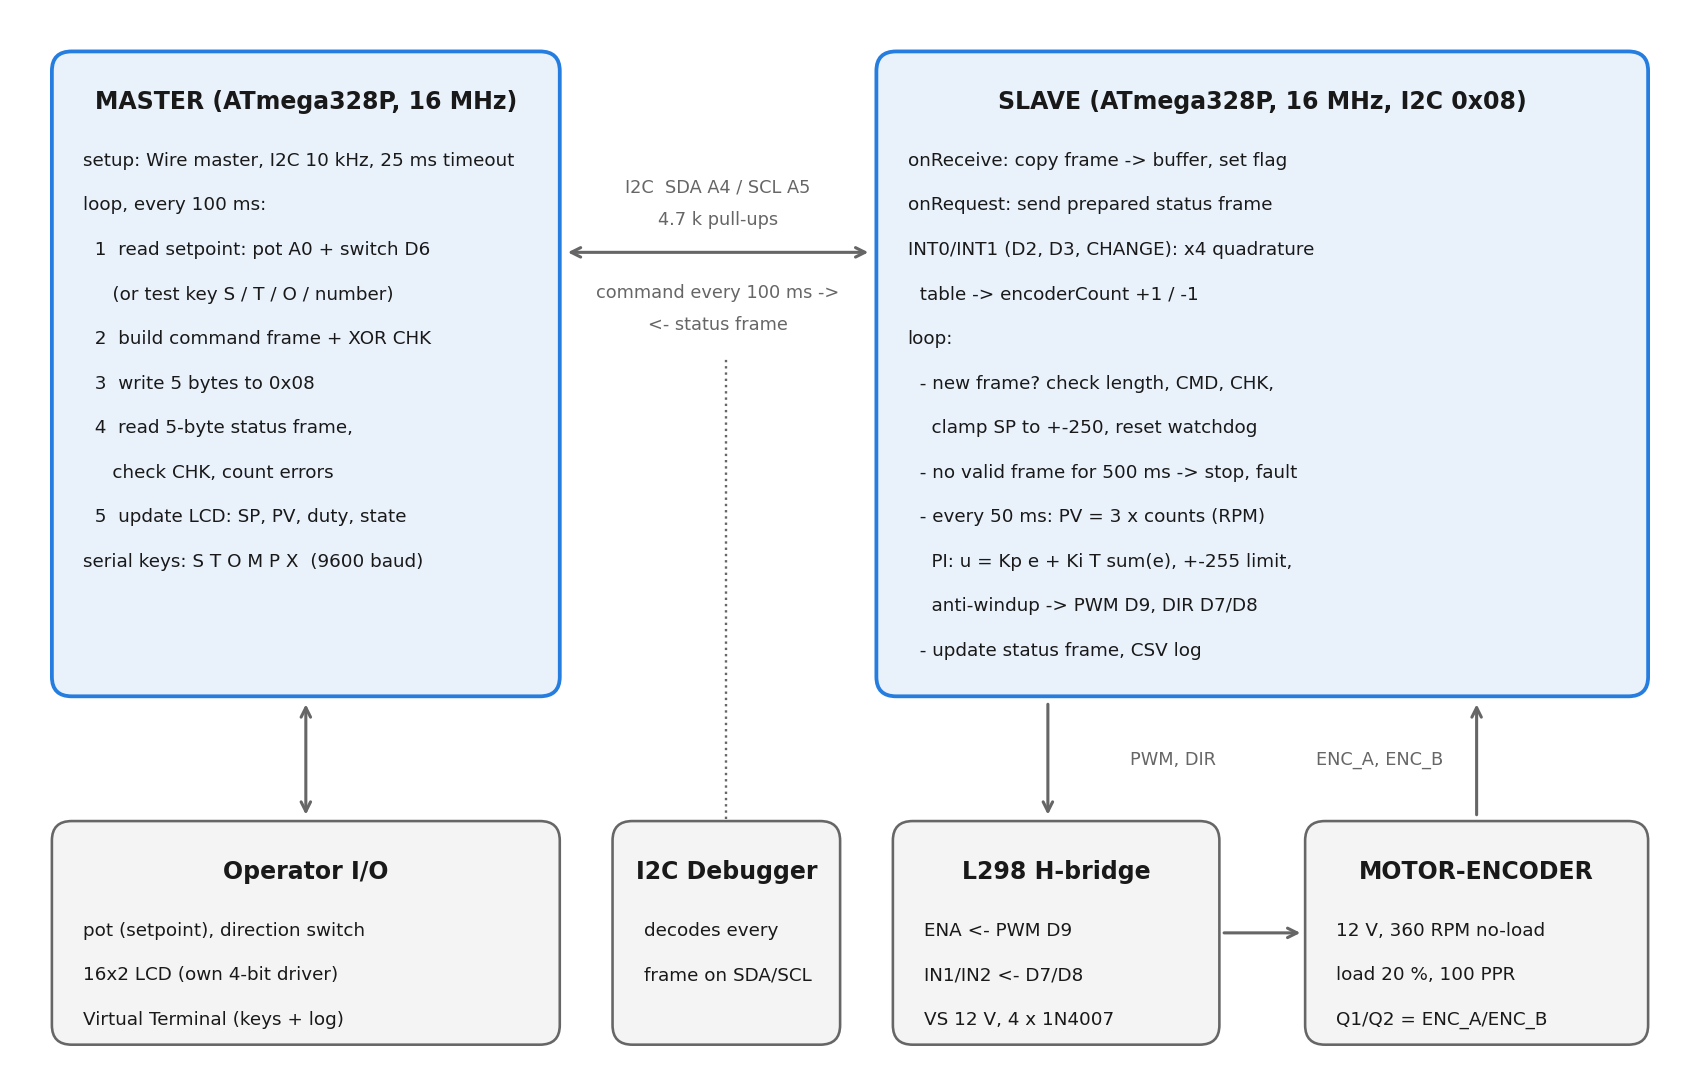 MASTER (ATmega328P, 16 MHz)
setup: Wire master, I2C 10 kHz, 25 ms timeout
loop, every 100 ms:
1  read setpoint: pot A0 + switch D6
(or test key S / T / O / number)
2  build command frame + XOR CHK
3  write 5 bytes to 0x08
4  read 5-byte status frame,
check CHK, count errors
5  update LCD: SP, PV, duty, state
serial keys: S T O M P X  (9600 baud)
I2C  SDA A4 / SCL A5
4.7 k pull-ups
command every 100 ms ->
<- status frame
SLAVE (ATmega328P, 16 MHz, I2C 0x08)
onReceive: copy frame -> buffer, set flag
onRequest: send prepared status frame
INT0/INT1 (D2, D3, CHANGE): x4 quadrature
table -> encoderCount +1 / -1
loop:
- new frame? check length, CMD, CHK,
clamp SP to +-250, reset watchdog
- no valid frame for 500 ms -> stop, fault
- every 50 ms: PV = 3 x counts (RPM)
PI: u = Kp e + Ki T sum(e), +-255 limit,
anti-windup -> PWM D9, DIR D7/D8
- update status frame, CSV log
PWM, DIR
ENC_A, ENC_B
Operator I/O
pot (setpoint), direction switch
16x2 LCD (own 4-bit driver)
Virtual Terminal (keys + log)
I2C Debugger
decodes every
frame on SDA/SCL
L298 H-bridge
ENA <- PWM D9
IN1/IN2 <- D7/D8
VS 12 V, 4 x 1N4007
MOTOR-ENCODER
12 V, 360 RPM no-load
load 20 %, 100 PPR
Q1/Q2 = ENC_A/ENC_B